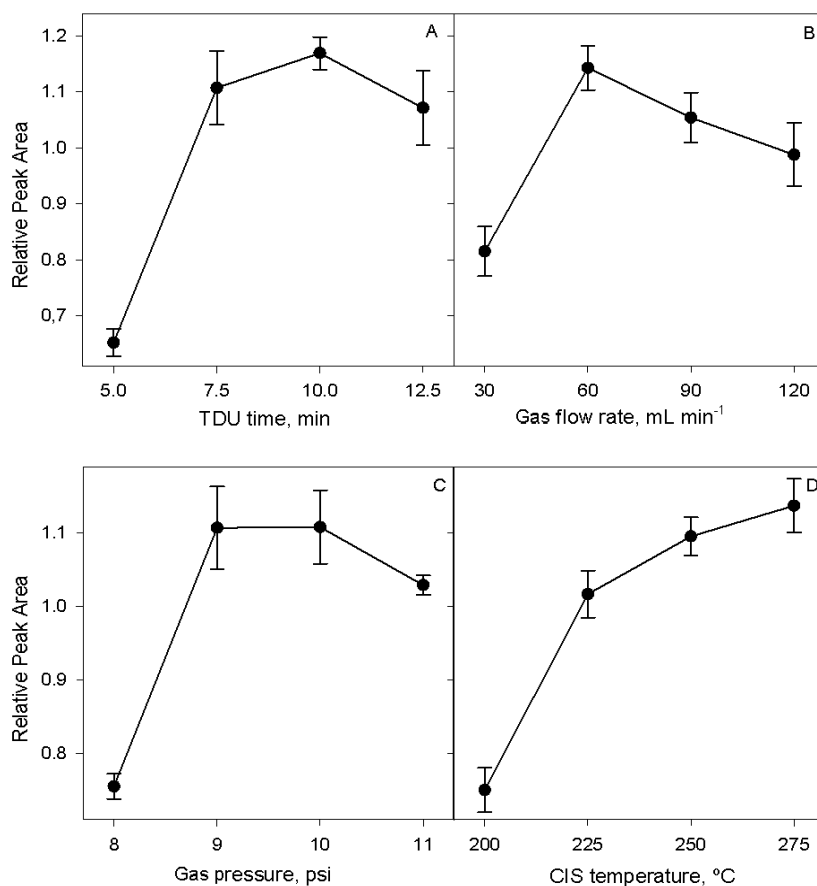 A
B
1.2
1.1
1.0
0.9
0.8
0,7
Relative Peak Area
5.0 7.5 10.0 12.5
30 60 90 120
TDU time, min
Gas flow rate, mL min⁻¹
C
D
1.1
1.0
0.9
0.8
Relative Peak Area
8 9 10 11
200 225 250 275
Gas pressure, psi
CIS temperature, ºC